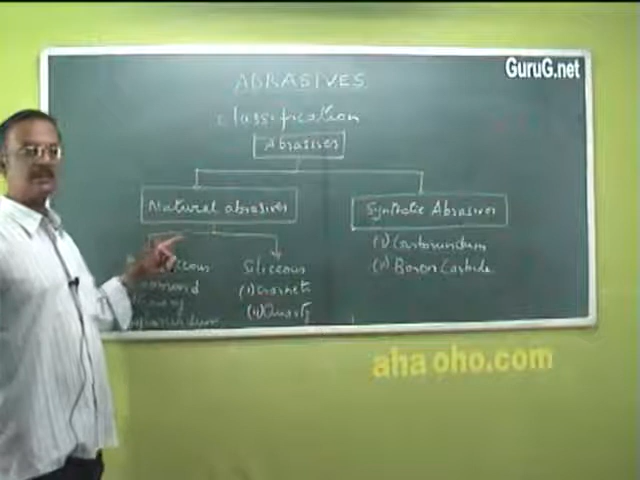 GuruG.net
ABRASIVES
classification
Abrasives
Natural abrasives
Synthetic Abrasives
(i) Carborundum
(ii) Boron Carbide
Siliceous
(i) Garnet
(ii) Quartz
aha oho.com